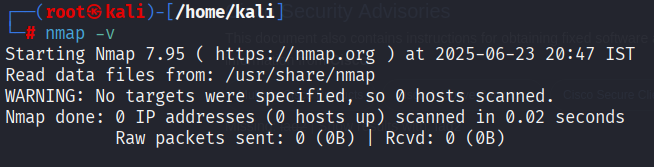 Security Advisories
┌──(root㉿kali)-[/home/kali]
└─# nmap -v
Starting Nmap 7.95 ( https://nmap.org ) at 2025-06-23 20:47 IST
Read data files from: /usr/share/nmap
WARNING: No targets were specified, so 0 hosts scanned.
Nmap done: 0 IP addresses (0 hosts up) scanned in 0.02 seconds
Raw packets sent: 0 (0B) | Rcvd: 0 (0B)